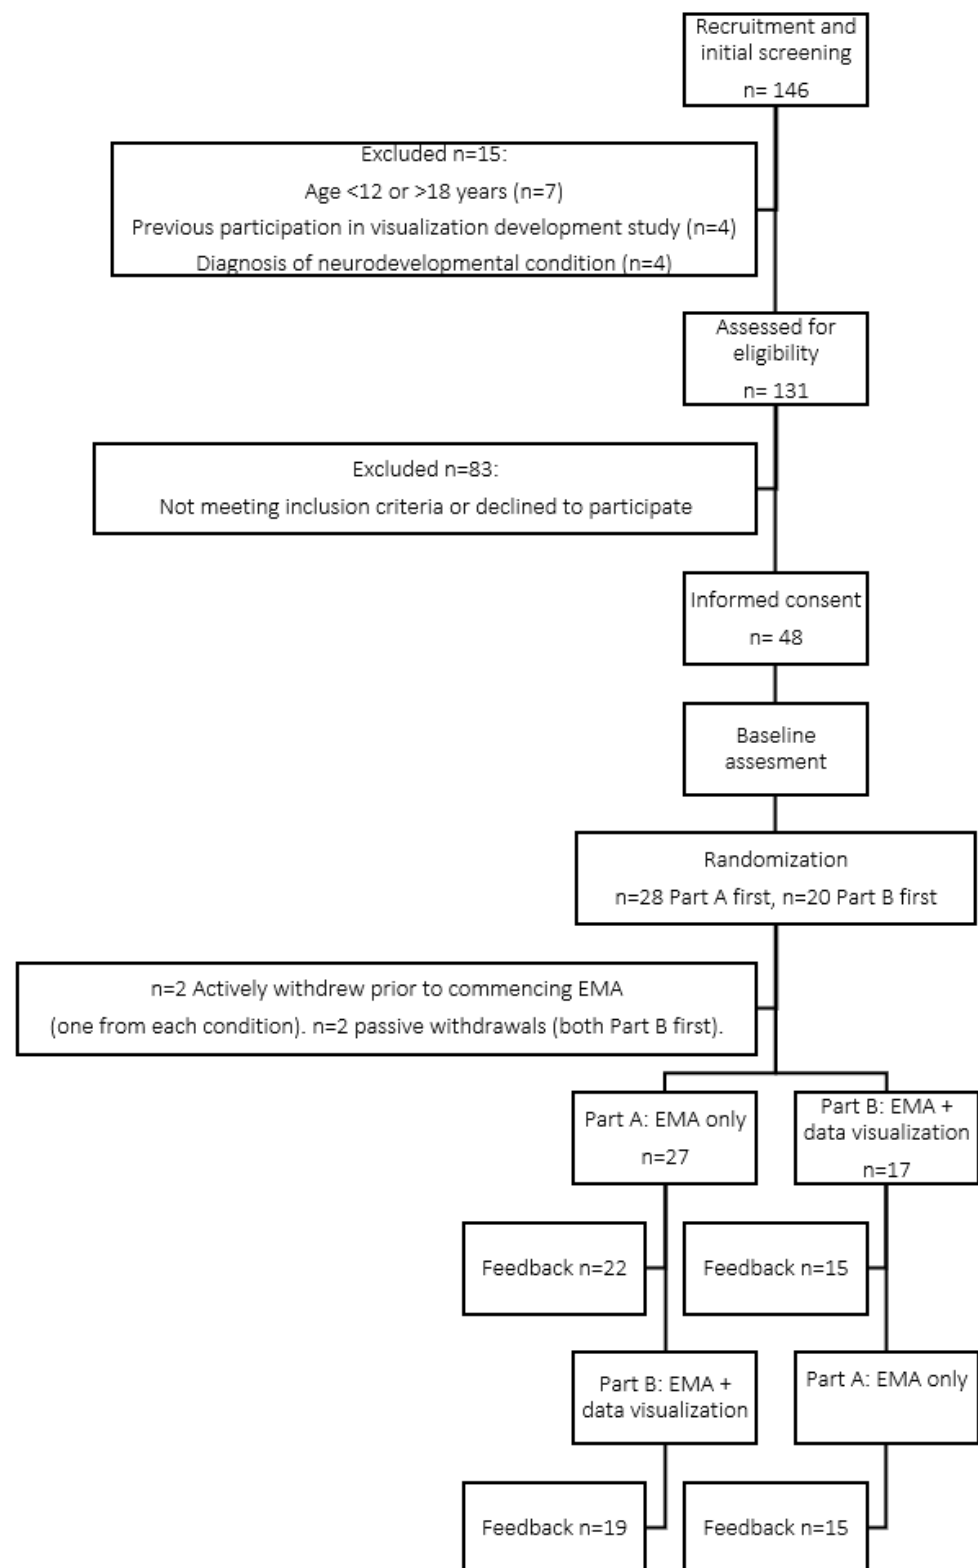 Recruitment and
initial screening
n= 146
Excluded n=15:
Age <12 or >18 years (n=7)
Previous participation in visualization development study (n=4)
Diagnosis of neurodevelopmental condition (n=4)
Assessed for
eligibility
n= 131
Excluded n=83:
Not meeting inclusion criteria or declined to participate
Informed consent
n= 48
Baseline
assesment
Randomization
n=28 Part A first, n=20 Part B first
n=2 Actively withdrew prior to commencing EMA
(one from each condition). n=2 passive withdrawals (both Part B first).
Part A: EMA only
n=27
Part B: EMA +
data visualization
n=17
Feedback n=22
Feedback n=15
Part B: EMA +
data visualization
Part A: EMA only
Feedback n=19
Feedback n=15